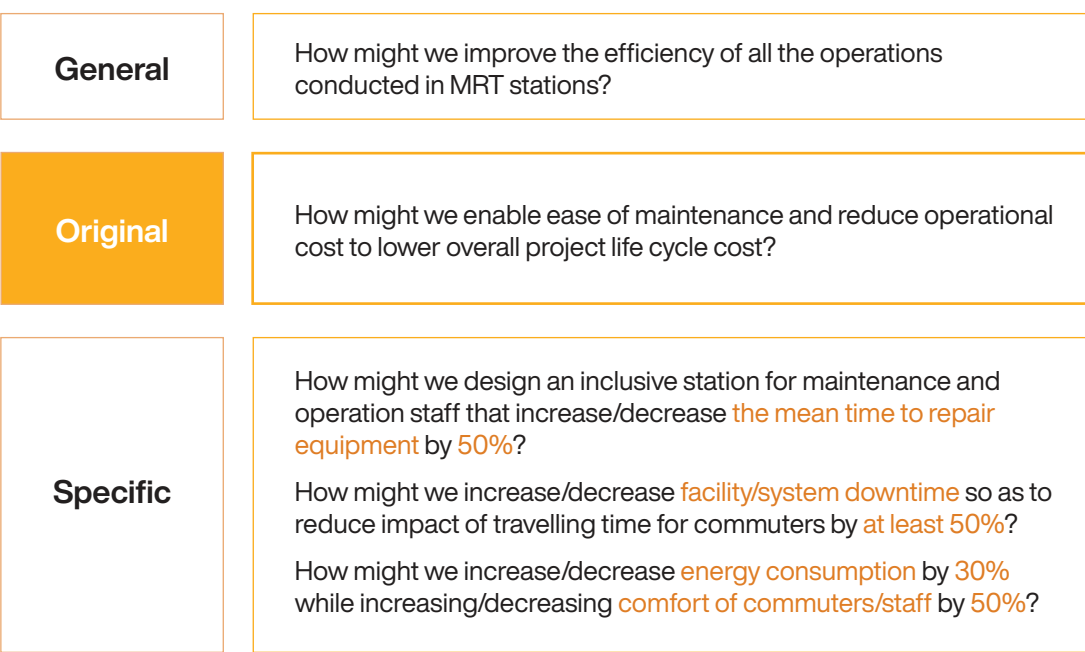 General
How might we improve the efficiency of all the operations
conducted in MRT stations?
Original
How might we enable ease of maintenance and reduce operational
cost to lower overall project life cycle cost?
Specific
How might we design an inclusive station for maintenance and
operation staff that increase/decrease the mean time to repair
equipment by 50%?
How might we increase/decrease facility/system downtime so as to
reduce impact of travelling time for commuters by at least 50%?
How might we increase/decrease energy consumption by 30%
while increasing/decreasing comfort of commuters/staff by 50%?